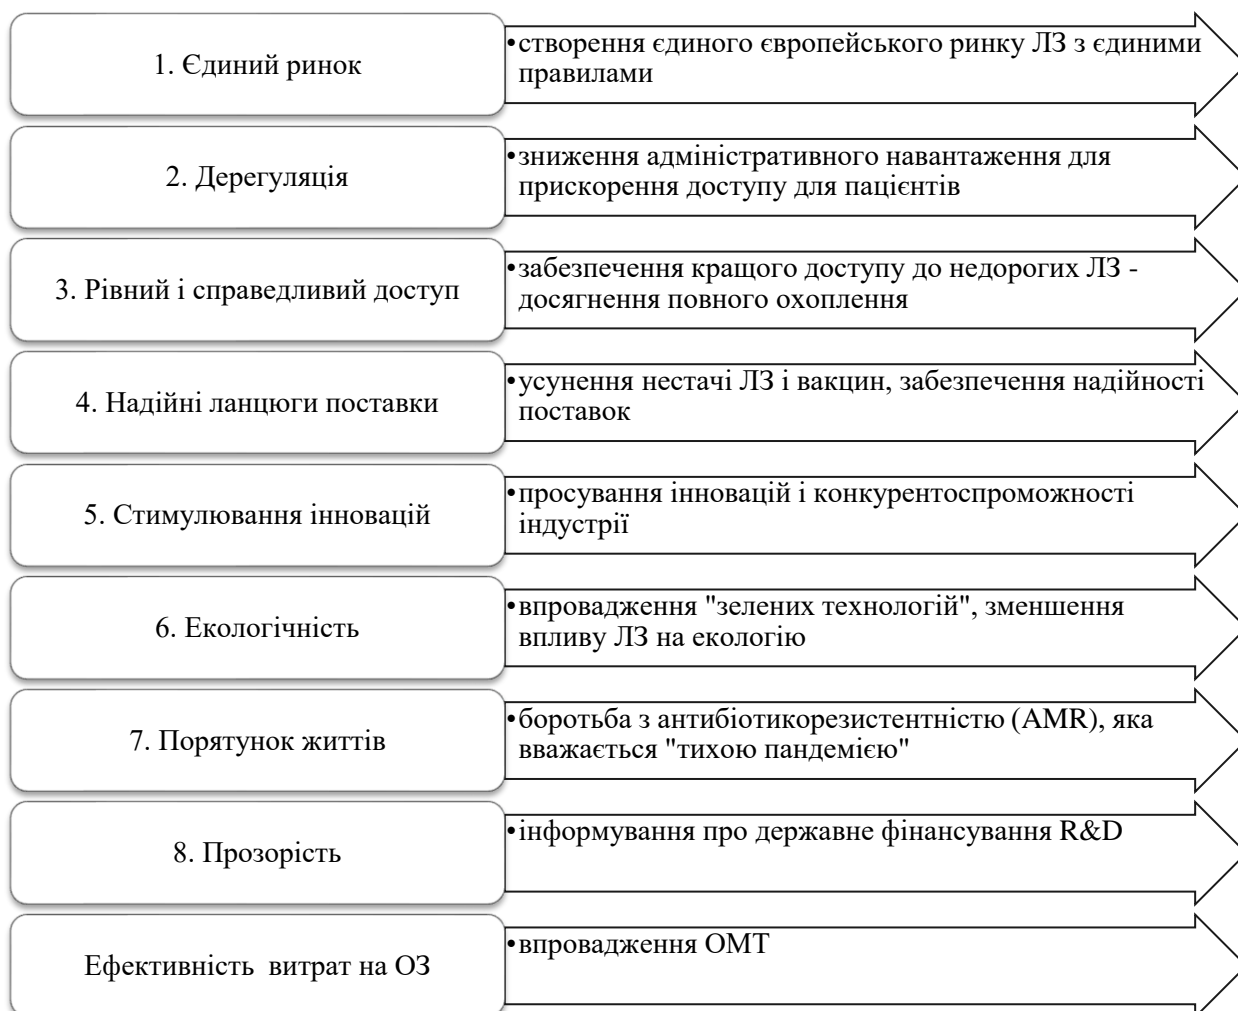 1. Єдиний ринок
•створення єдиного європейського ринку ЛЗ з єдиними
правилами
2. Дерегуляція
•зниження адміністративного навантаження для
прискорення доступу для пацієнтів
3. Рівний і справедливий доступ
•забезпечення кращого доступу до недорогих ЛЗ -
досягнення повного охоплення
4. Надійні ланцюги поставки
•усунення нестачі ЛЗ і вакцин, забезпечення надійності
поставок
5. Стимулювання інновацій
•просування інновацій і конкурентоспроможності
індустрії
6. Екологічність
•впровадження "зелених технологій", зменшення
впливу ЛЗ на екологію
7. Порятунок життів
•боротьба з антибіотикорезистентністю (AMR), яка
вважається "тихою пандемією"
8. Прозорість
•інформування про державне фінансування R&D
Ефективність  витрат на ОЗ
•впровадження ОМТ